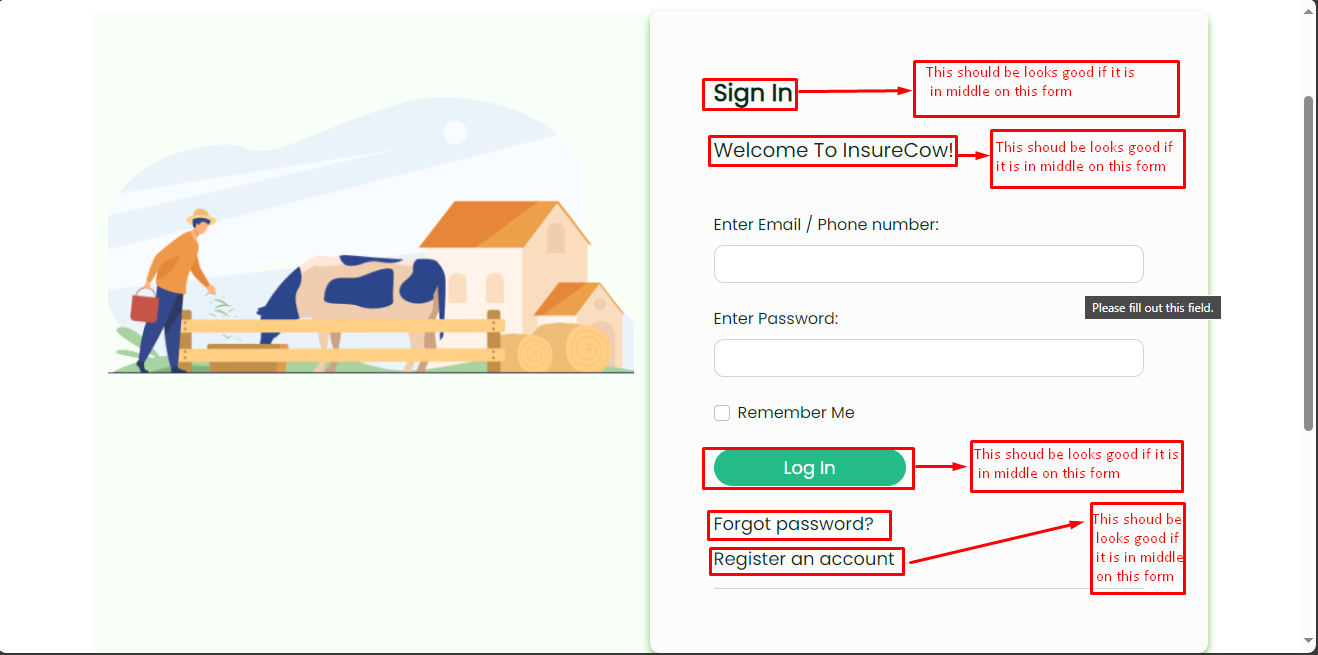 Sign In
This should be looks good if it is
in middle on this form
Welcome To InsureCow!
This shoud be looks good if
it is in middle on this form
Enter Email / Phone number:
Please fill out this field.
Enter Password:
Remember Me
Log In
This shoud be looks good if it is
in middle on this form
Forgot password?
Register an account
This shoud be
looks good if
it is in middle
on this form